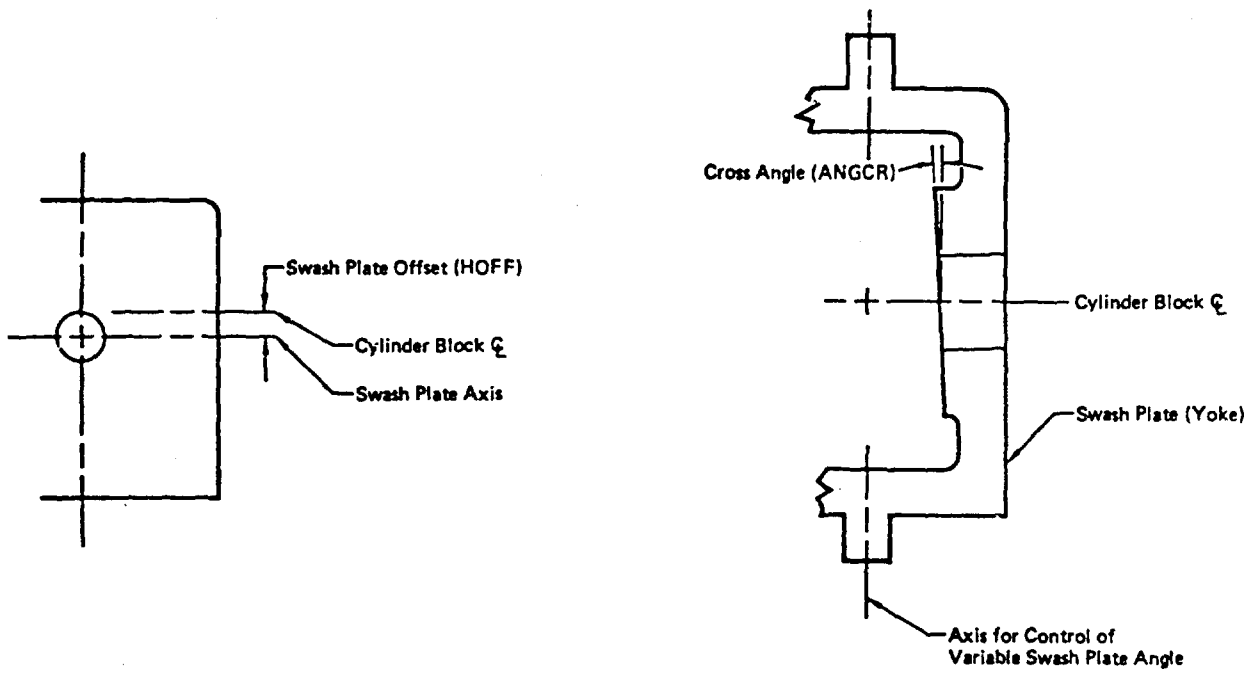 Swash Plate Offset (HOFF)
Cylinder Block ℄
Swash Plate Axis
Cross Angle (ANGCR)
Cylinder Block ℄
Swash Plate (Yoke)
Axis for Control of
Variable Swash Plate Angle